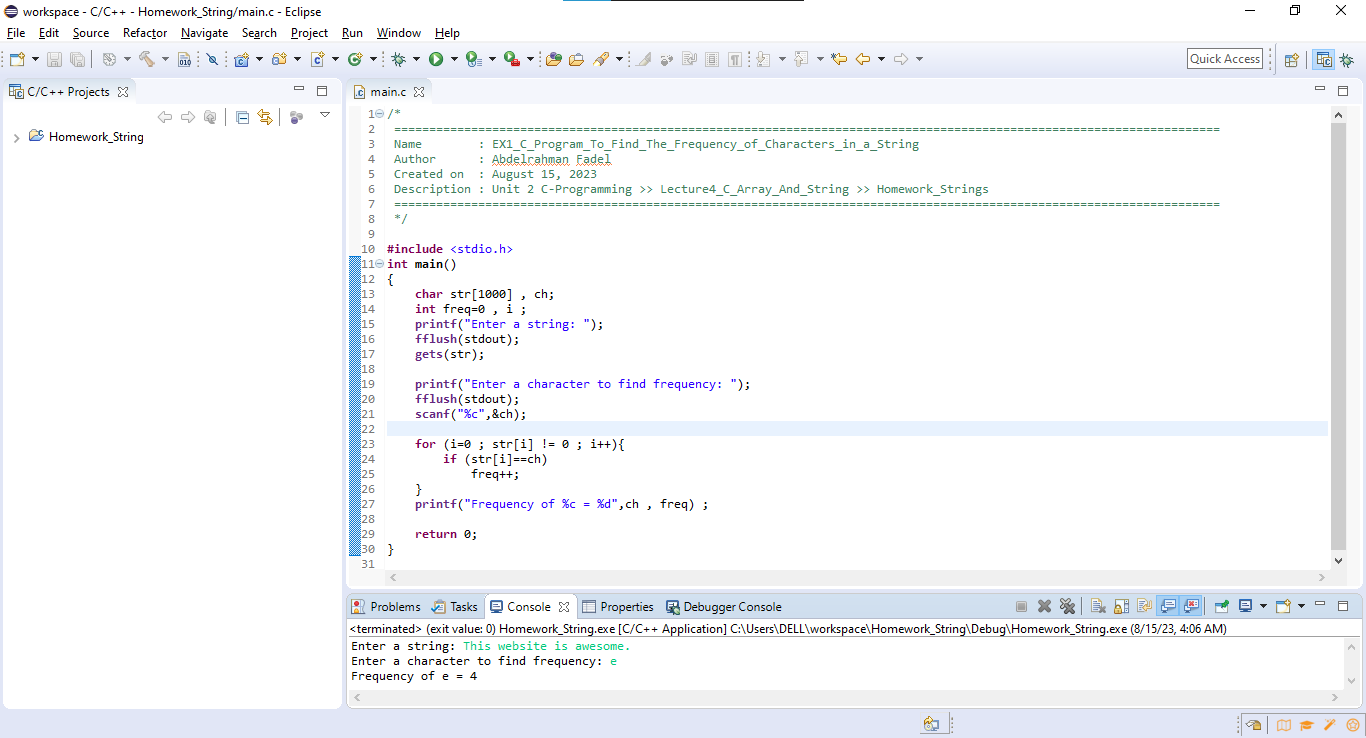 workspace - C/C++ - Homework_String/main.c - Eclipse
File Edit Source Refactor Navigate Search Project Run Window Help
Quick Access
C/C++ Projects
Homework_String
main.c
1 /*
2 ======================================================================================================================
3 Name        : EX1_C_Program_To_Find_The_Frequency_of_Characters_in_a_String
4 Author      : Abdelrahman Fadel
5 Created on  : August 15, 2023
6 Description : Unit 2 C-Programming >> Lecture4_C_Array_And_String >> Homework_Strings
7 ======================================================================================================================
8 */
9
10 #include <stdio.h>
11 int main()
12 {
13     char str[1000] , ch;
14     int freq=0 , i ;
15     printf("Enter a string: ");
16     fflush(stdout);
17     gets(str);
18
19     printf("Enter a character to find frequency: ");
20     fflush(stdout);
21     scanf("%c",&ch);
22
23     for (i=0 ; str[i] != 0 ; i++){
24         if (str[i]==ch)
25             freq++;
26     }
27     printf("Frequency of %c = %d",ch , freq) ;
28
29     return 0;
30 }
31
Problems Tasks Console Properties Debugger Console
<terminated> (exit value: 0) Homework_String.exe [C/C++ Application] C:\Users\DELL\workspace\Homework_String\Debug\Homework_String.exe (8/15/23, 4:06 AM)
Enter a string: This website is awesome.
Enter a character to find frequency: e
Frequency of e = 4